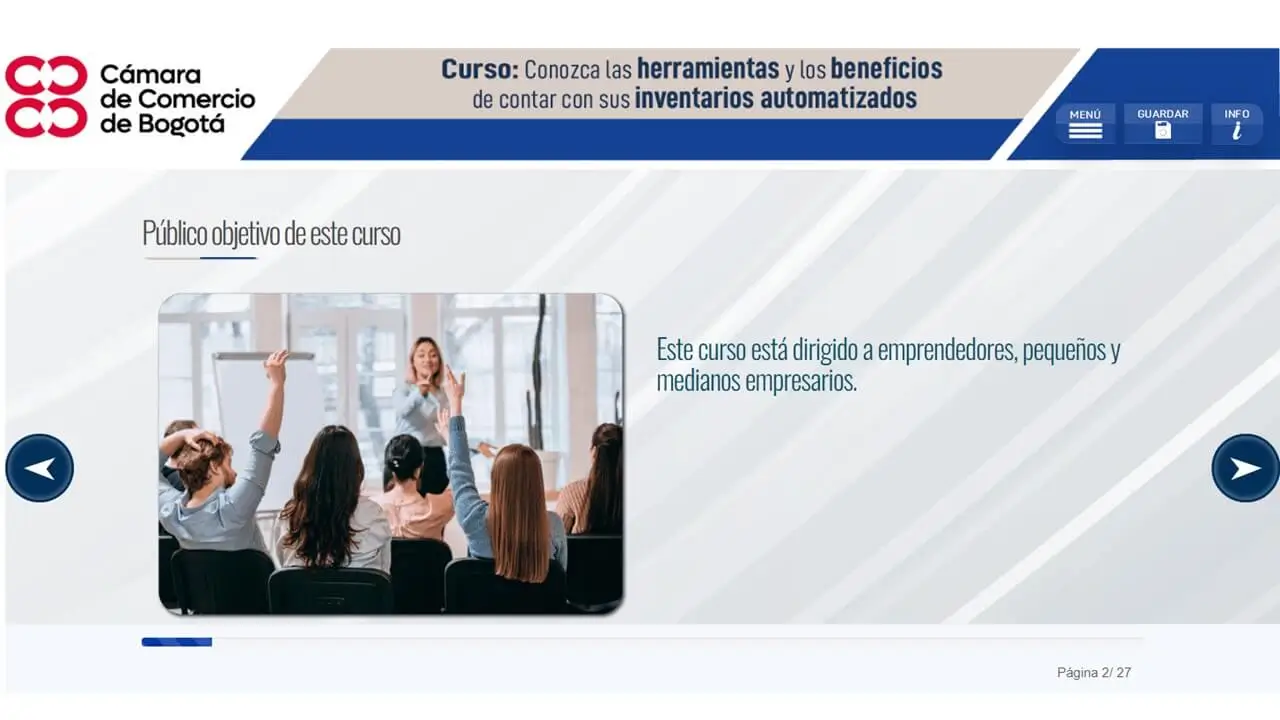 Cámara
de Comercio
de Bogotá
Curso: Conozca las herramientas y los beneficios
de contar con sus inventarios automatizados
MENÚ
GUARDAR
INFO
i
Público objetivo de este curso
Este curso está dirigido a emprendedores, pequeños y
medianos empresarios.
Página 2/ 27